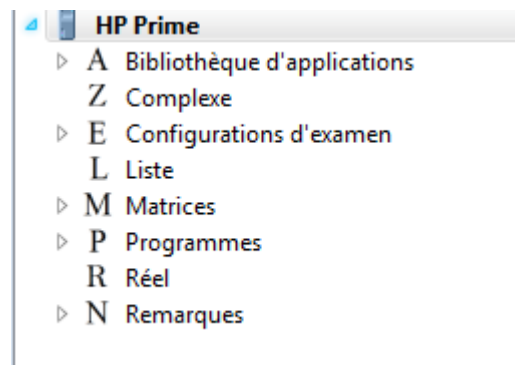 HP Prime
A Bibliothèque d'applications
Z Complexe
E Configurations d'examen
L Liste
M Matrices
P Programmes
R Réel
N Remarques